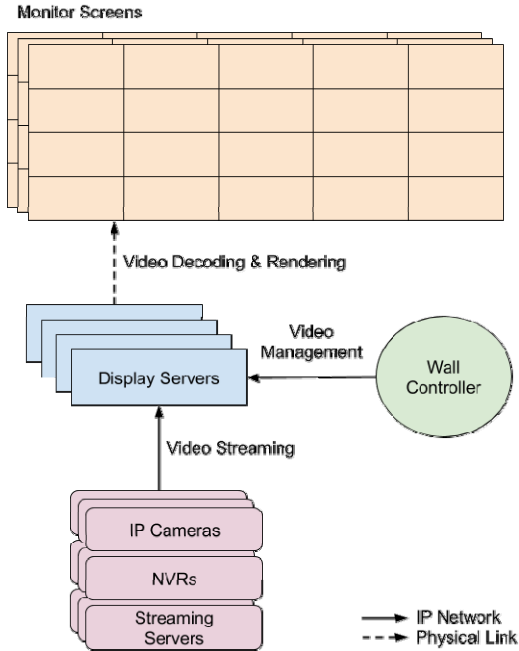 Monitor Screens
Video Decoding & Rendering
Video
Management
Wall
Controller
Display Servers
Video Streaming
IP Cameras
NVRs
Streaming
Servers
IP Network
Physical Link